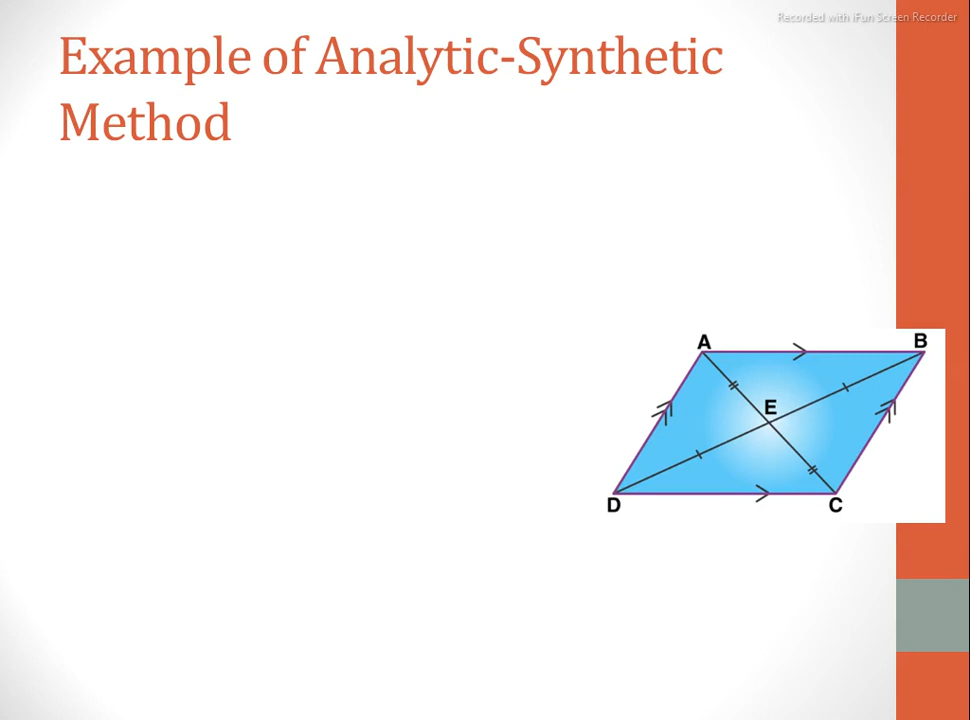 Recorded with iFun Screen Recorder
Example of Analytic-Synthetic
Method
A
B
E
D
C